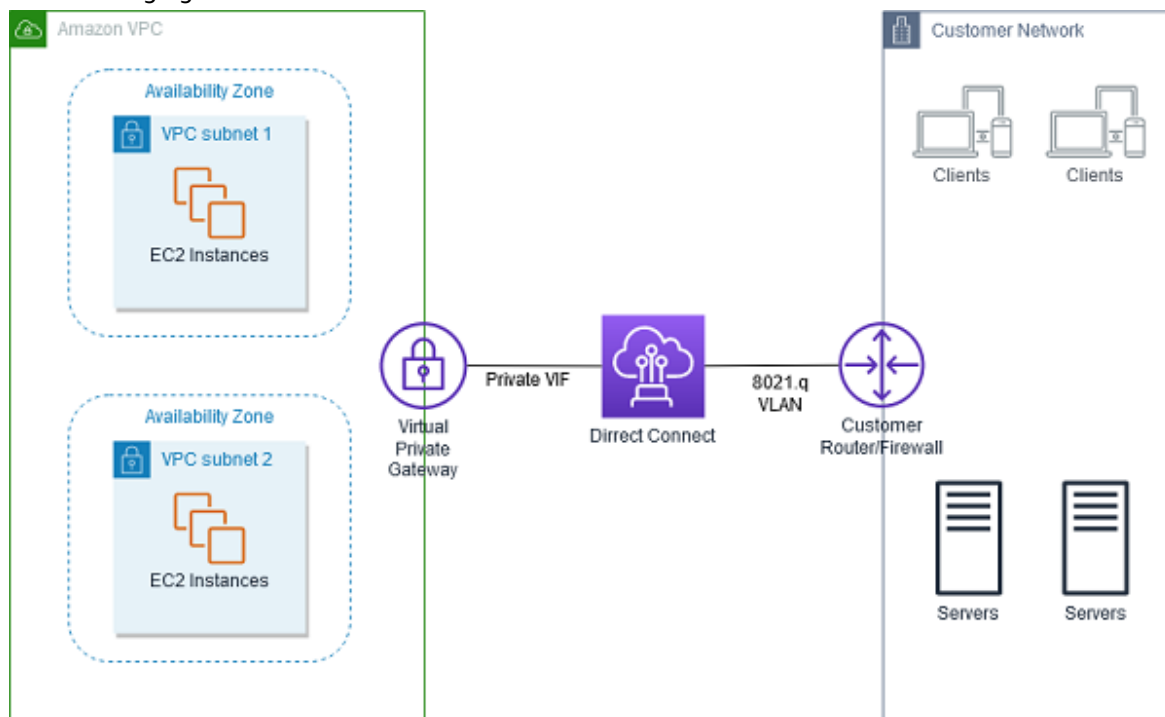 Amazon VPC
Availability Zone
VPC subnet 1
EC2 Instances
Availability Zone
VPC subnet 2
EC2 Instances
Virtual
Private
Gateway
Private VIF
Dirrect Connect
8021.q
VLAN
Customer
Router/Firewall
Customer Network
Clients
Clients
Servers
Servers